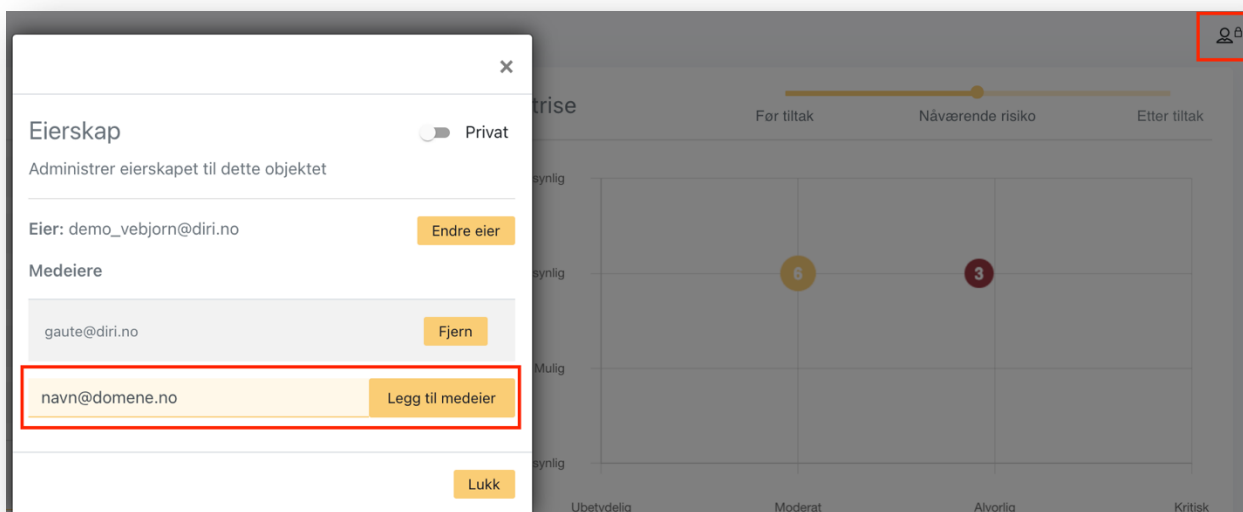 ×
Eierskap
Privat
Administrer eierskapet til dette objektet
Eier: demo_vebjorn@diri.no
Endre eier
Medeiere
gaute@diri.no
Fjern
navn@domene.no
Legg til medeier
Lukk
trise
Før tiltak
Nåværende risiko
Etter tiltak
synlig
synlig
6
3
Mulig
synlig
Ubetydelig
Moderat
Alvorlig
Kritisk